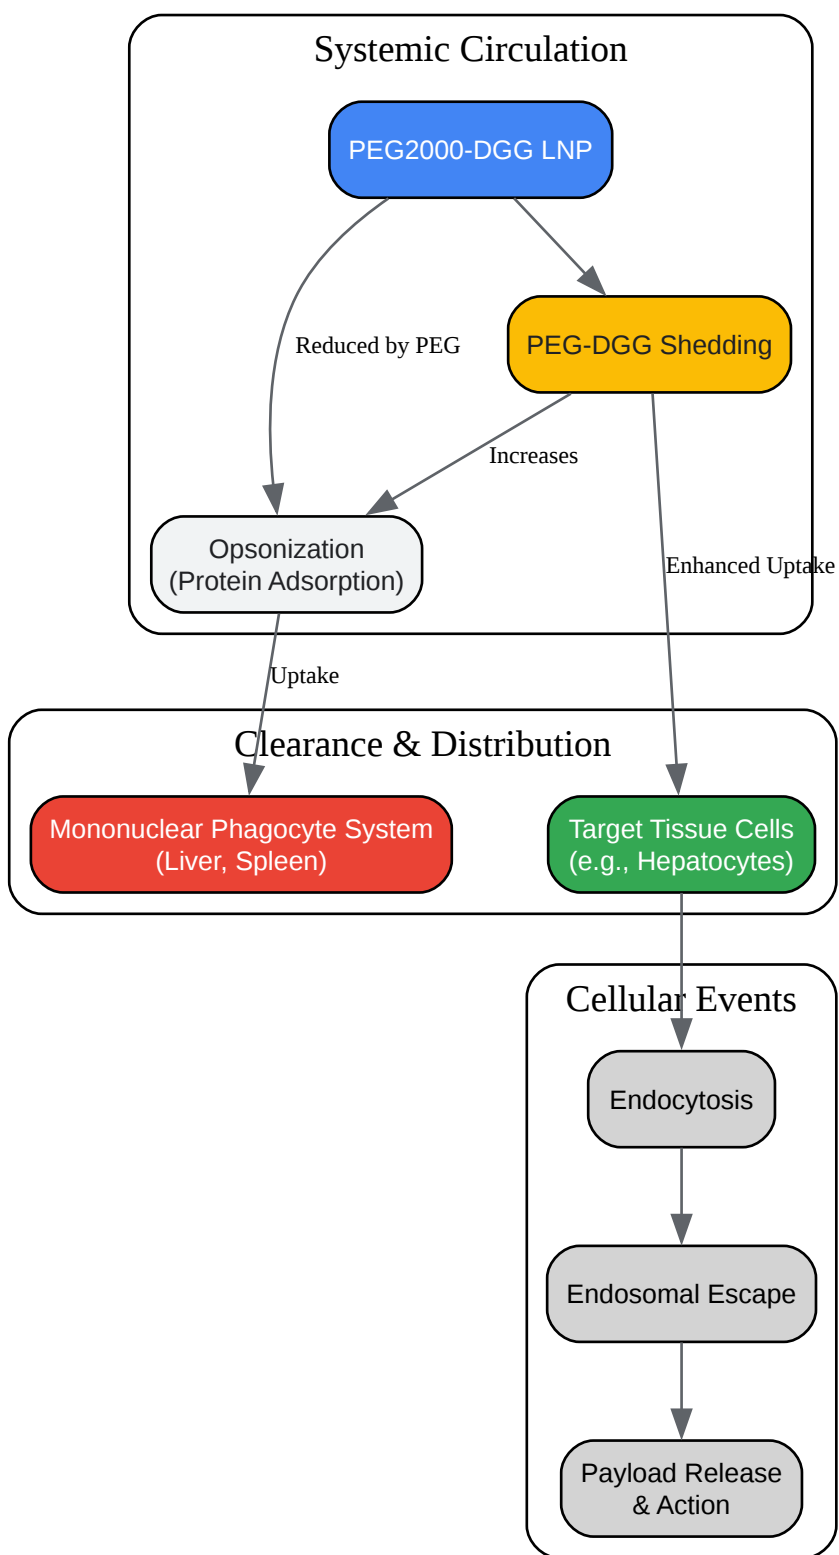 Systemic Circulation
PEG2000-DGG LNP
Reduced by PEG
PEG-DGG Shedding
Increases
Opsonization
(Protein Adsorption)
Enhanced Uptake
Uptake
Clearance & Distribution
Mononuclear Phagocyte System
(Liver, Spleen)
Target Tissue Cells
(e.g., Hepatocytes)
Cellular Events
Endocytosis
Endosomal Escape
Payload Release
& Action